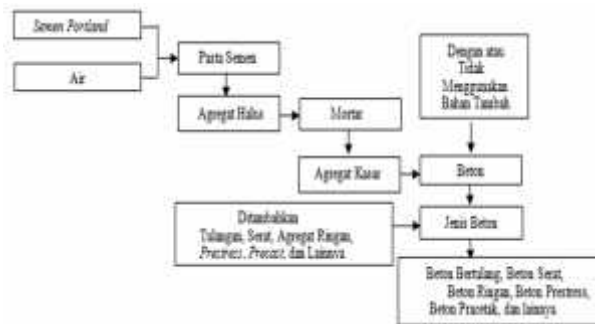 Semen Portland
Air
Pasta Semen
Dengan atau
Tidak
Menggunakan
Bahan Tambah
Agregat Halus
Mortar
Agregat Kasar
Beton
Ditambahkan
Tulangan, Serat, Agregat Ringan,
Prestress, Precast, dan Lainnya
Jenis Beton
Beton Bertulang, Beton Serat,
Beton Ringan, Beton Prestress,
Beton Pracetak, dan lainnya